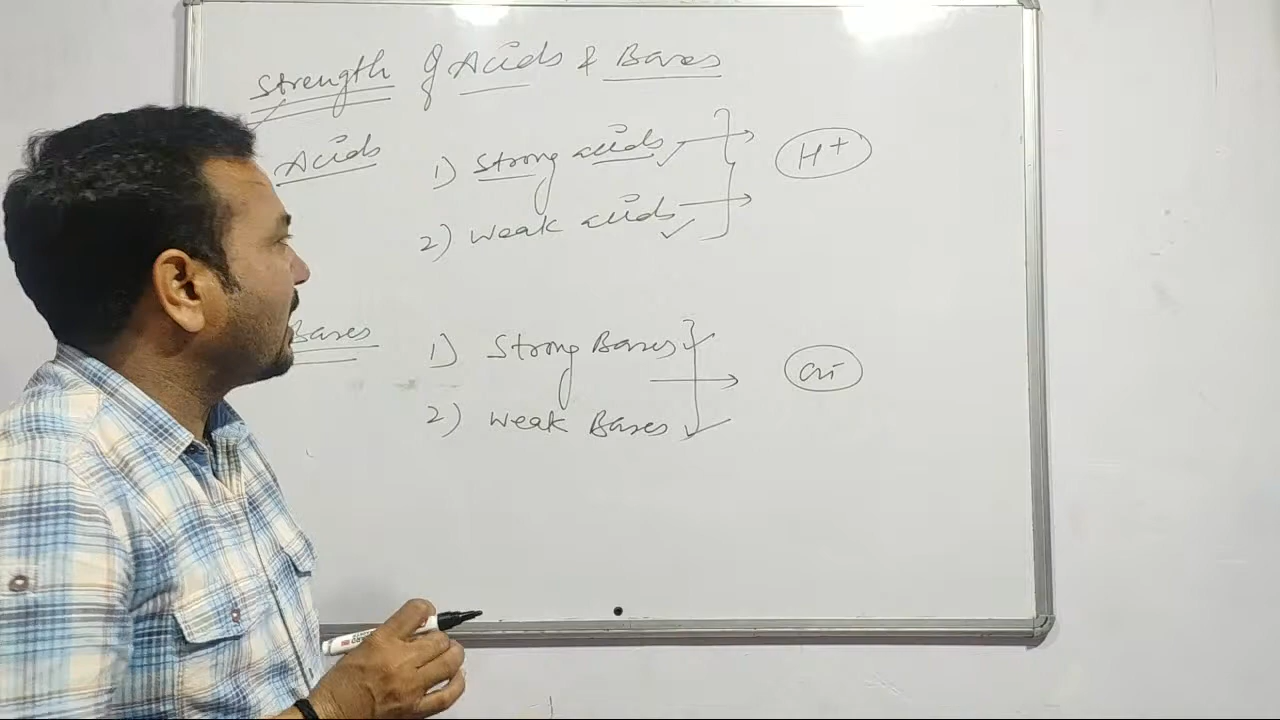 Strength of Acids & Bases
Acids
1) Strong acids → H+
2) Weak acids →
Bases
1) Strong Bases
→ OH-
2) Weak Bases